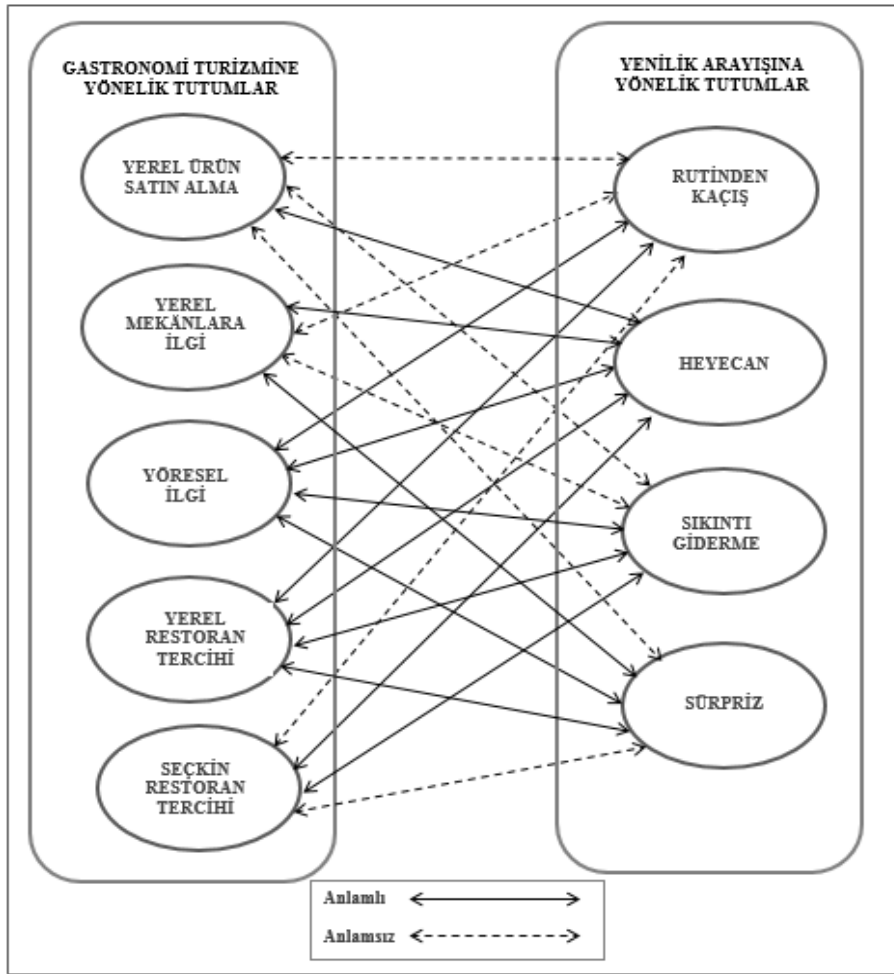 GASTRONOMİ TURİZMİNE
YÖNELİK TUTUMLAR
YEREL ÜRÜN
SATIN ALMA
YEREL
MEKÄNLARA
İLGİ
YÖRESEL
İLGİ
YEREL
RESTORAN
TERCİHİ
SEÇKİN
RESTORAN
TERCİHİ
YENİLİK ARAYIŞINA
YÖNELİK TUTUMLAR
RUTİNDEN
KAÇIŞ
HEYECAN
SIKINTI
GİDERME
SÜRPRİZ
Anlamlı
Anlamsız